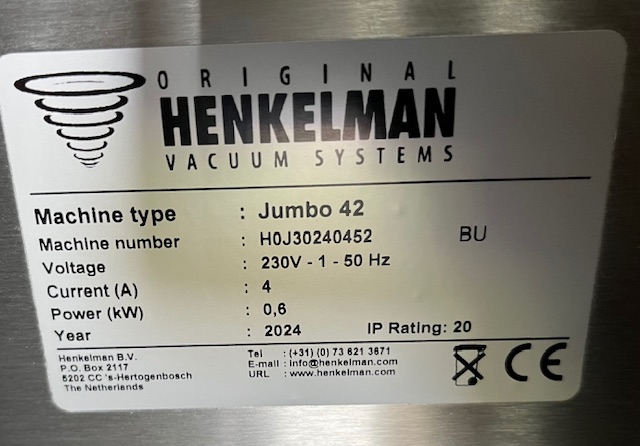 ORIGINAL
HENKELMAN
VACUUM SYSTEMS
Machine type : Jumbo 42
Machine number : H0J30240452 BU
Voltage : 230V - 1 - 50 Hz
Current (A) : 4
Power (kW) : 0,6
Year : 2024 IP Rating: 20
Henkelman B.V.
P.O. Box 2117
5202 CC 's-Hertogenbosch
The Netherlands
Tel : (+31) (0) 73 621 3671
E-mail : info@henkelman.com
URL : www.henkelman.com
CE